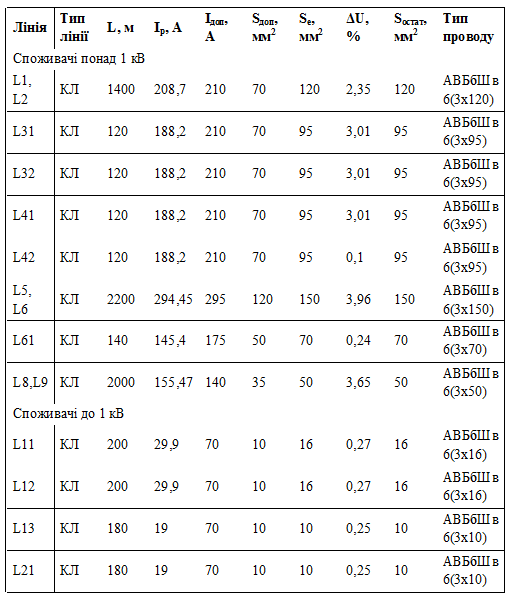 Лінія Тип лінії L, м Iр, А Iдоп, А Sдоп, мм2 Sе, мм2 ΔU, % Sостат, мм2 Тип проводу
Споживачі понад 1 кВ
L1, L2 КЛ 1400 208,7 210 70 120 2,35 120 АВБбШв 6(3х120)
L31 КЛ 120 188,2 210 70 95 3,01 95 АВБбШв 6(3х95)
L32 КЛ 120 188,2 210 70 95 3,01 95 АВБбШв 6(3х95)
L41 КЛ 120 188,2 210 70 95 3,01 95 АВБбШв 6(3х95)
L42 КЛ 120 188,2 210 70 95 0,1 95 АВБбШв 6(3х95)
L5, L6 КЛ 2200 294,45 295 120 150 3,96 150 АВБбШв 6(3х150)
L61 КЛ 140 145,4 175 50 70 0,24 70 АВБбШв 6(3х70)
L8,L9 КЛ 2000 155,47 140 35 50 3,65 50 АВБбШв 6(3х50)
Споживачі до 1 кВ
L11 КЛ 200 29,9 70 10 16 0,27 16 АВБбШв 6(3х16)
L12 КЛ 200 29,9 70 10 16 0,27 16 АВБбШв 6(3х16)
L13 КЛ 180 19 70 10 10 0,25 10 АВБбШв 6(3х10)
L21 КЛ 180 19 70 10 10 0,25 10 АВБбШв 6(3х10)